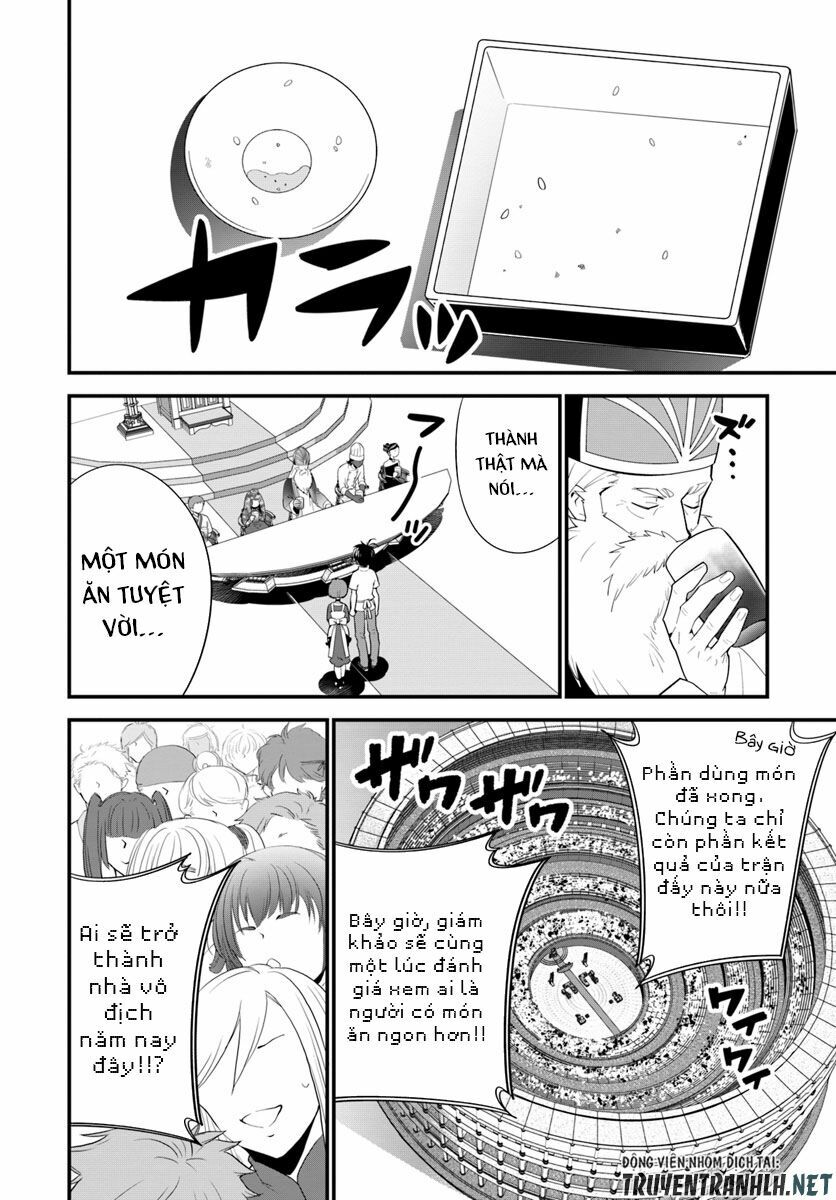 カラッ
THÀNH
THẬT MÀ
NÓI...
MỘT MÓN
ĂN TUYỆT
VỜI...
Bây giờ
Phần dùng món
đã xong.
Chúng ta chỉ
còn phần kết
quả của trận
đấy này nữa
thôi!!
ザワ
ザワ
Bây giờ, giám
khảo sẽ cùng
một lúc đánh
giá xem ai là
người có món
ăn ngon hơn!!
ワイ
ワイ
Ai sẽ trở
thành
nhà vô
địch
năm nay
đây!!?
ĐỘNG VIÊN NHÓM DỊCH TẠI:
TRUYENTRANHLH.NET